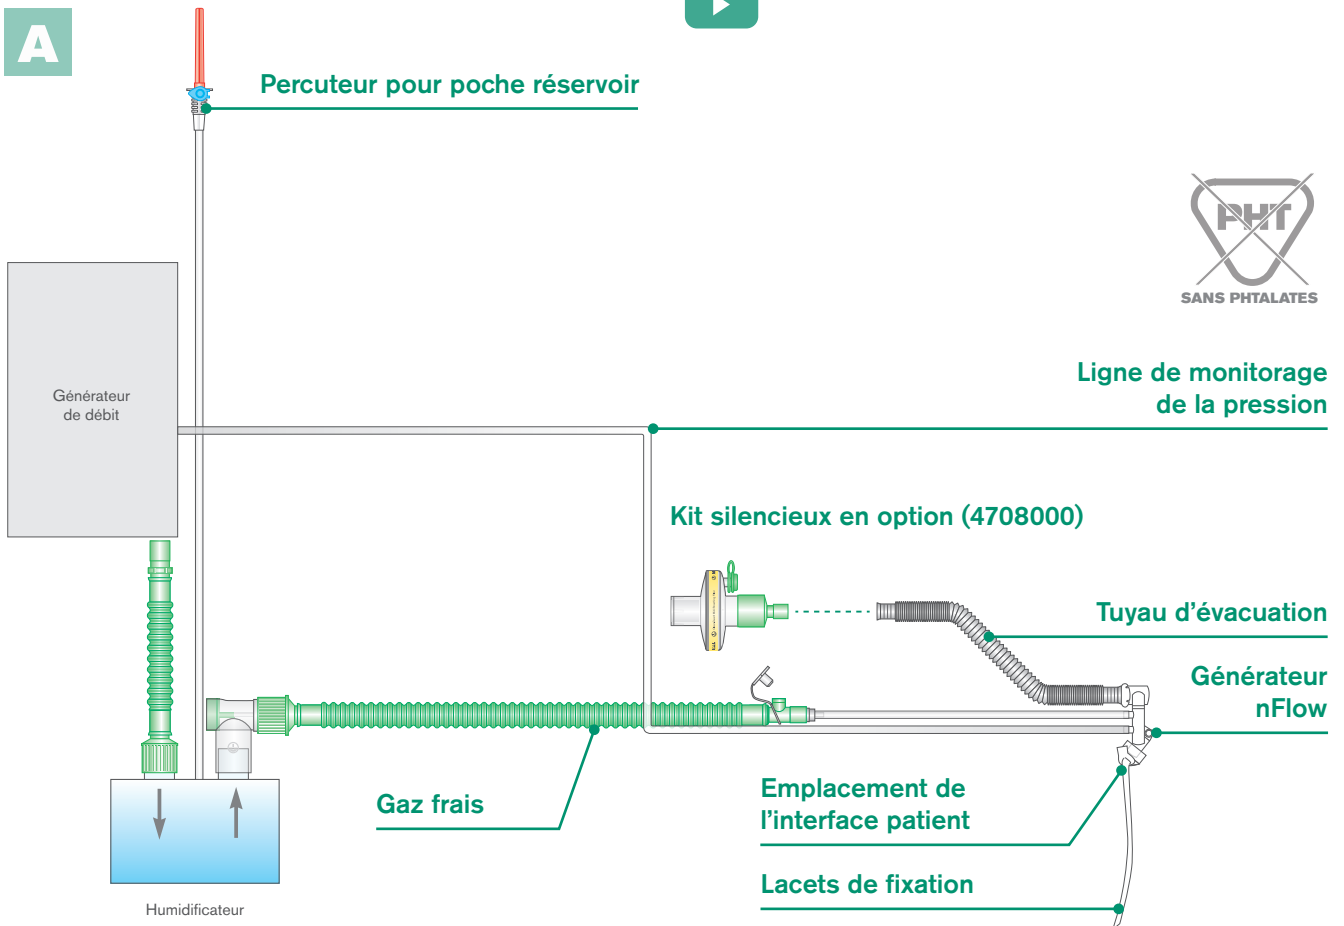 A
Percuteur pour poche réservoir
PHT
SANS PHTALATES
Générateur
de débit
Ligne de monitorage
de la pression
Kit silencieux en option (4708000)
Tuyau d’évacuation
Générateur
nFlow
Gaz frais
Emplacement de
l’interface patient
Lacets de fixation
Humidificateur